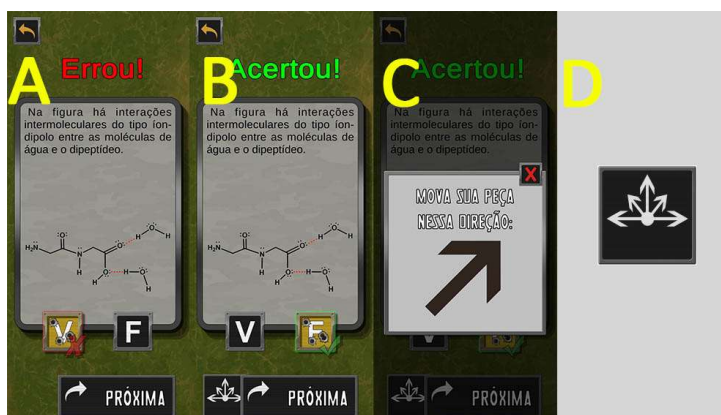 A
Errou!
Na figura há interações
intermoleculares do tipo íon-
dipolo entre as moléculas de
água e o dipeptídeo.
H₂N
O
N
H
O
O
H
H
O
H
H
O
H
V
F
PRÓXIMA
B
Acertou!
Na figura há interações
intermoleculares do tipo íon-
dipolo entre as moléculas de
água e o dipeptídeo.
H₂N
O
N
H
O
O
H
H
O
H
H
O
H
V
F
PRÓXIMA
C
Acertou!
Na figura há interações
intermoleculares do tipo íon-
dipolo entre as moléculas de
água e o dipeptídeo.
X
MOVA SUA PEÇA
NESSA DIREÇÃO:
V
PRÓXIMA
D